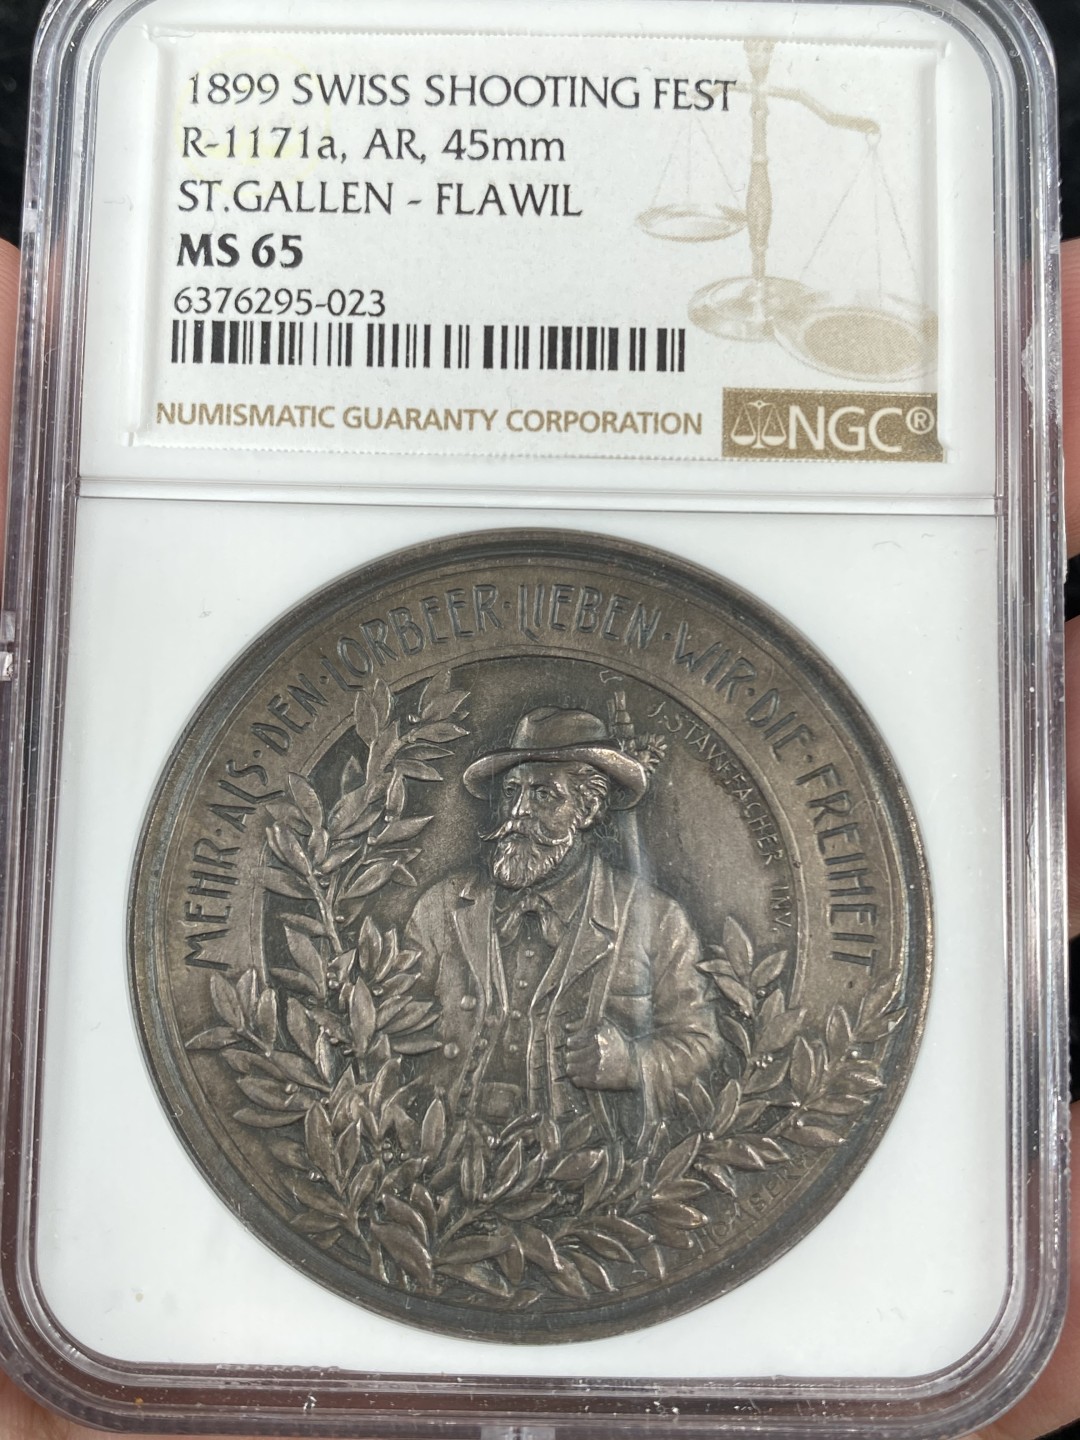 1899 SWISS SHOOTING FEST
R-1171a, AR, 45mm
ST.GALLEN - FLAWIL
MS 65
6376295-023
NUMISMATIC GUARANTY CORPORATION
NGC®
MEHR·ALS·DEN·LORBEER·LIEBEN·WIR·DIE·FREIHEIT
J.STAUFFACHER INV.
HOMBERG